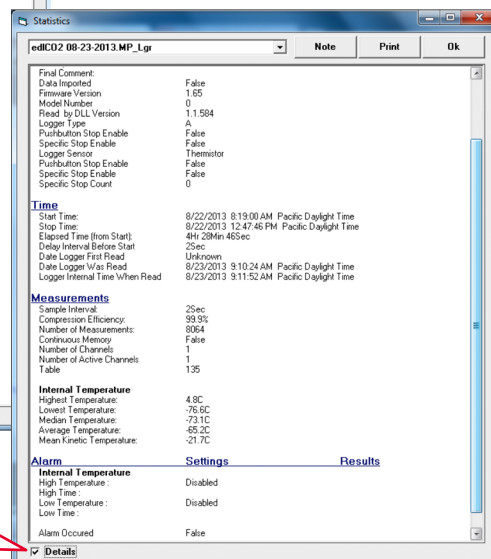 Statistics
edICO2 08-23-2013.MP_Lgr Note Print Ok
Final Comment:
Data Imported False
Firmware Version 1.65
Model Number 0
Read by DLL Version 1.1.584
Logger Type A
Pushbutton Stop Enable False
Specific Stop Enable False
Logger Sensor Thermistor
Pushbutton Stop Enable False
Specific Stop Enable False
Specific Stop Count 0
Time
Start Time: 8/22/2013 8:19:00 AM Pacific Daylight Time
Stop Time: 8/22/2013 12:47:46 PM Pacific Daylight Time
Elapsed Time (from Start): 4Hr 28Min 46Sec
Delay Interval Before Start 2Sec
Date Logger First Read Unknown
Date Logger Was Read 8/23/2013 9:10:24 AM Pacific Daylight Time
Logger Internal Time When Read 8/23/2013 9:11:52 AM Pacific Daylight Time
Measurements
Sample Interval: 2Sec
Compression Efficiency: 99.9%
Number of Measurements: 8064
Continuous Memory False
Number of Channels 1
Number of Active Channels 1
Table 135
Internal Temperature
Highest Temperature: 4.8C
Lowest Temperature: -76.6C
Median Temperature: -73.1C
Average Temperature: -65.2C
Mean Kinetic Temperature: -21.7C
Alarm Settings Results
Internal Temperature
High Temperature : Disabled
High Time :
Low Temperature : Disabled
Low Time :
Alarm Occured False
Details